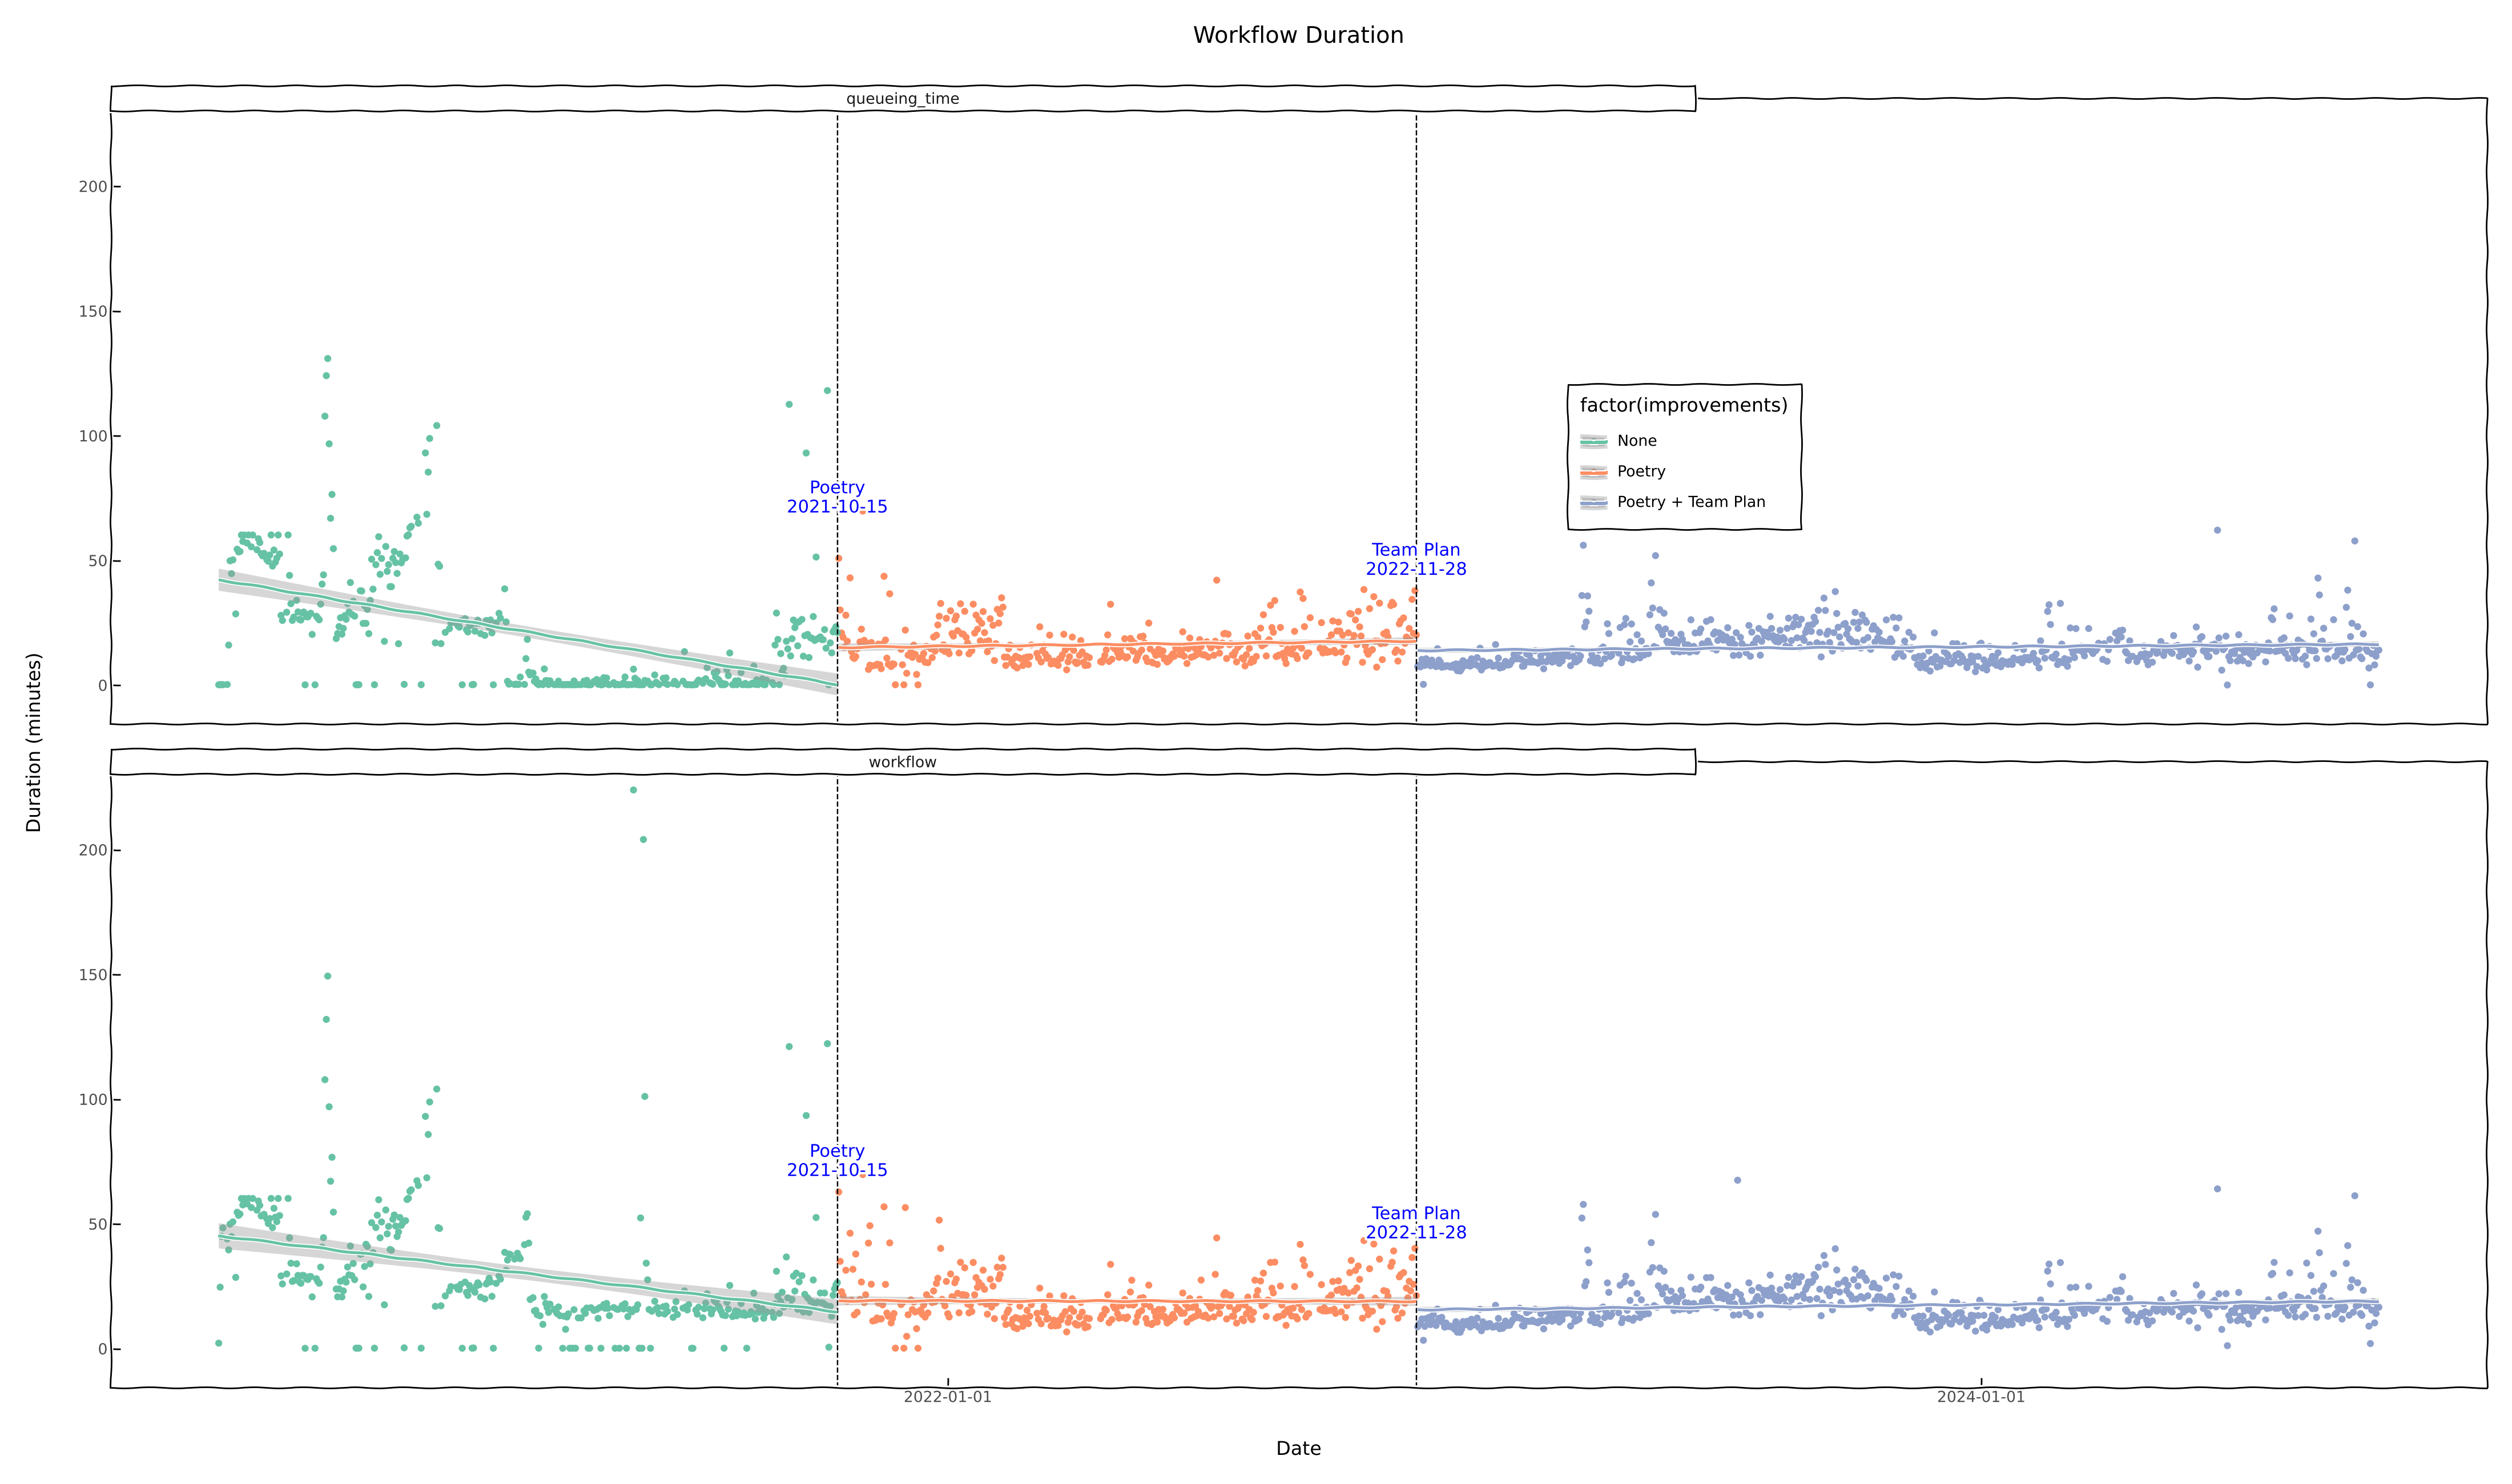 Workflow Duration
queueing_time
200
150
100
50
0
Poetry
2021-10-15
Team Plan
2022-11-28
factor(improvements)
None
Poetry
Poetry + Team Plan
Duration (minutes)
workflow
200
150
100
50
0
Poetry
2021-10-15
Team Plan
2022-11-28
2022-01-01
2024-01-01
Date